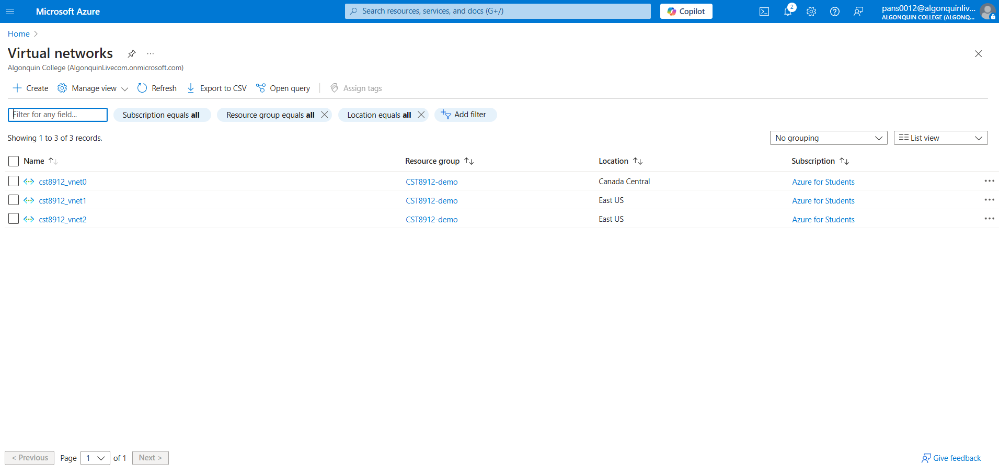 Microsoft Azure
Search resources, services, and docs (G+/)
Copilot
2
pans0012@algonquinliv...
ALGONQUIN COLLEGE (ALGONQ...
Home
Virtual networks
Algonquin College (AlgonquinLivecom.onmicrosoft.com)
Create Manage view Refresh Export to CSV Open query Assign tags
Filter for any field... Subscription equals all Resource group equals all Location equals all Add filter
Showing 1 to 3 of 3 records. No grouping List view
Name Resource group Location Subscription
cst8912_vnet0 CST8912-demo Canada Central Azure for Students
cst8912_vnet1 CST8912-demo East US Azure for Students
cst8912_vnet2 CST8912-demo East US Azure for Students
< Previous Page 1 of 1 Next > Give feedback